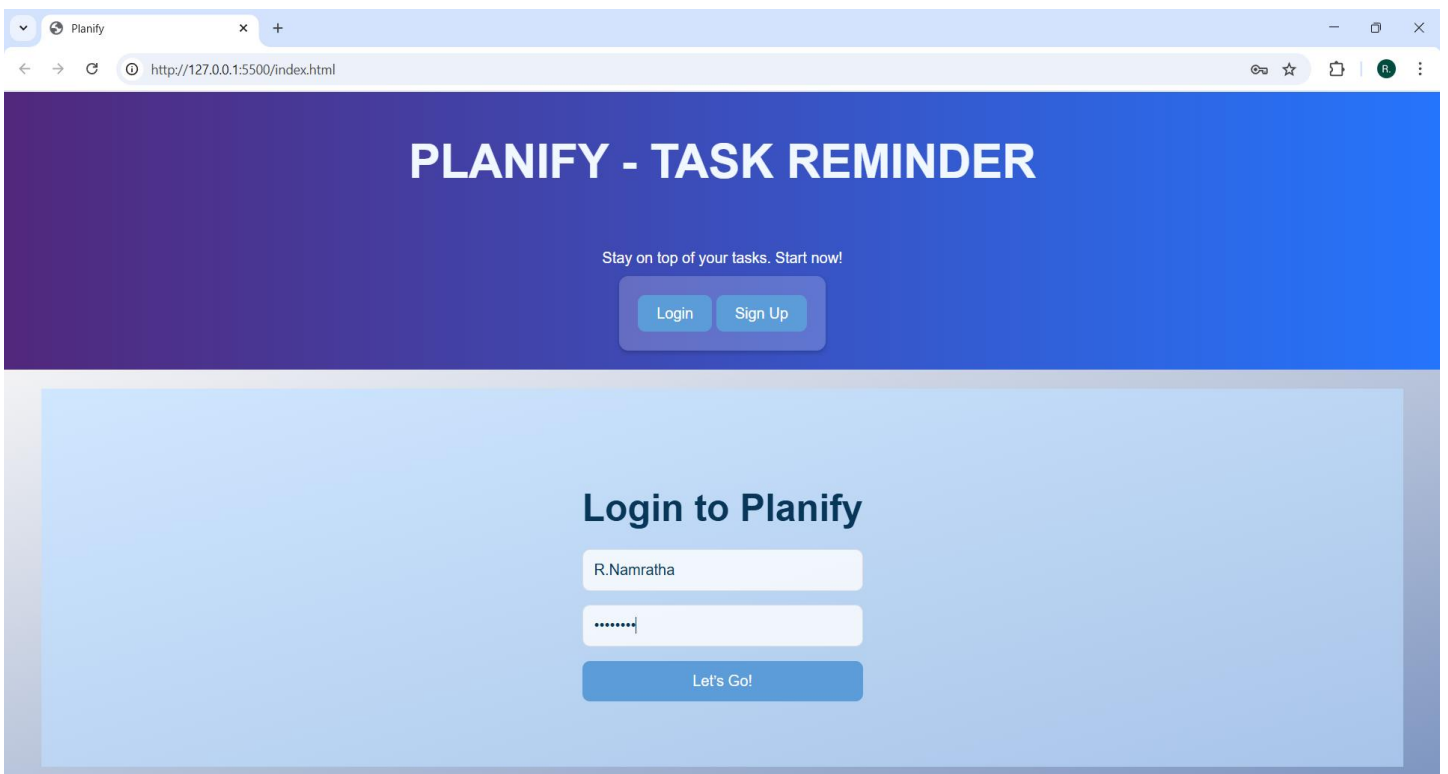 Planify
http://127.0.0.1:5500/index.html
R.
PLANIFY - TASK REMINDER
Stay on top of your tasks. Start now!
Login Sign Up
Login to Planify
R.Namratha
••••••••
Let's Go!